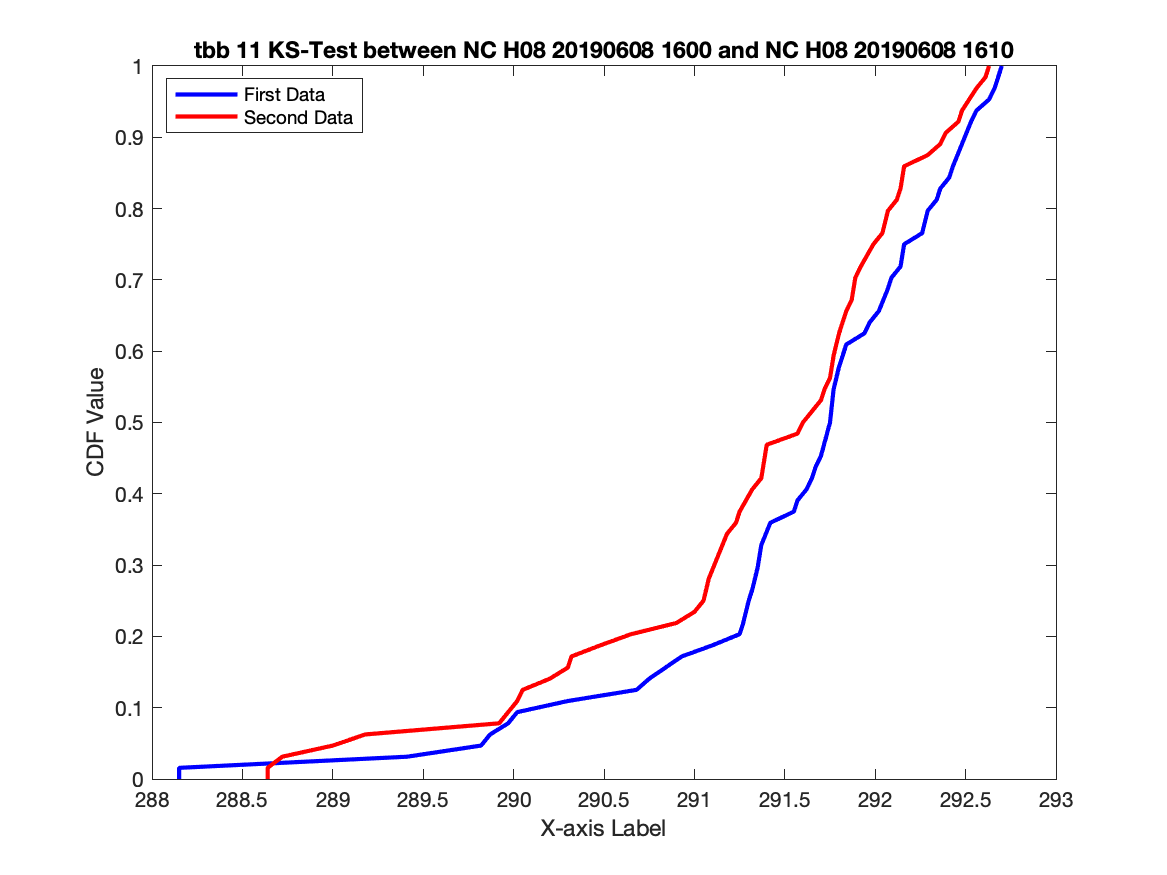 tbb 11 KS-Test between NC H08 20190608 1600 and NC H08 20190608 1610
First Data
Second Data
CDF Value
1
0.9
0.8
0.7
0.6
0.5
0.4
0.3
0.2
0.1
0
288 288.5 289 289.5 290 290.5 291 291.5 292 292.5 293
X-axis Label